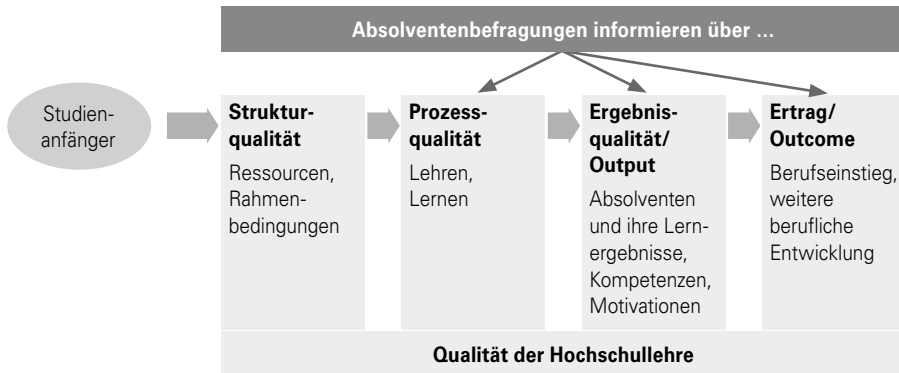 Absolventenbefragungen informieren über …
Studien-
anfänger
Struktur-
qualität
Ressourcen,
Rahmen-
bedingungen
Prozess-
qualität
Lehren,
Lernen
Ergebnis-
qualität/
Output
Absolventen
und ihre Lern-
ergebnisse,
Kompetenzen,
Motivationen
Ertrag/
Outcome
Berufseinstieg,
weitere
berufliche
Entwicklung
Qualität der Hochschullehre